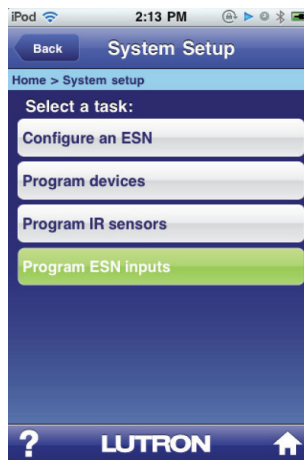 iPod 2:13 PM
Back System Setup
Home > System setup
Select a task:
Configure an ESN
Program devices
Program IR sensors
Program ESN inputs
? LUTRON